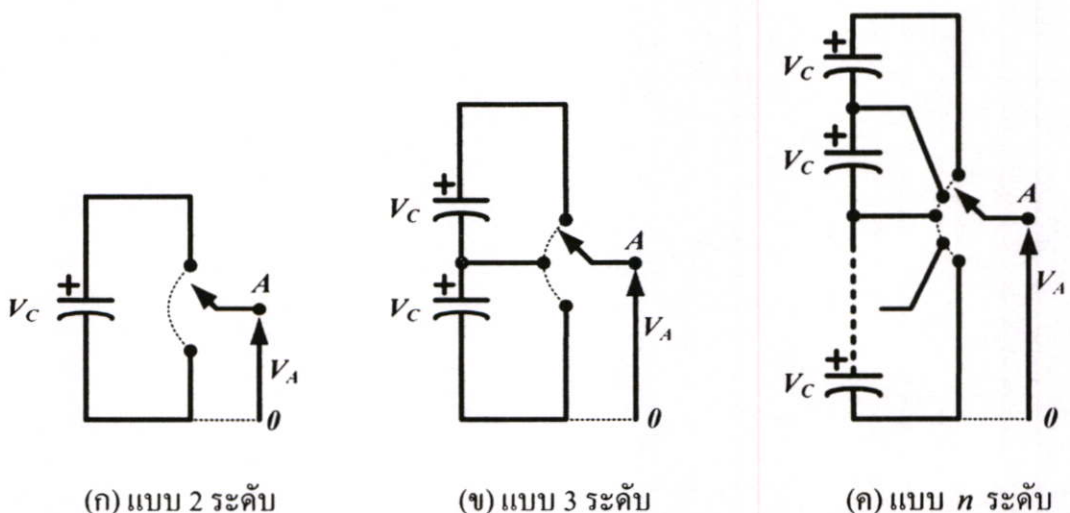 +
V_C
A
V_A
0
(ก) แบบ 2 ระดับ
+
V_C
+
V_C
A
V_A
0
(ข) แบบ 3 ระดับ
+
V_C
+
V_C
+
V_C
A
V_A
0
(ค) แบบ n ระดับ